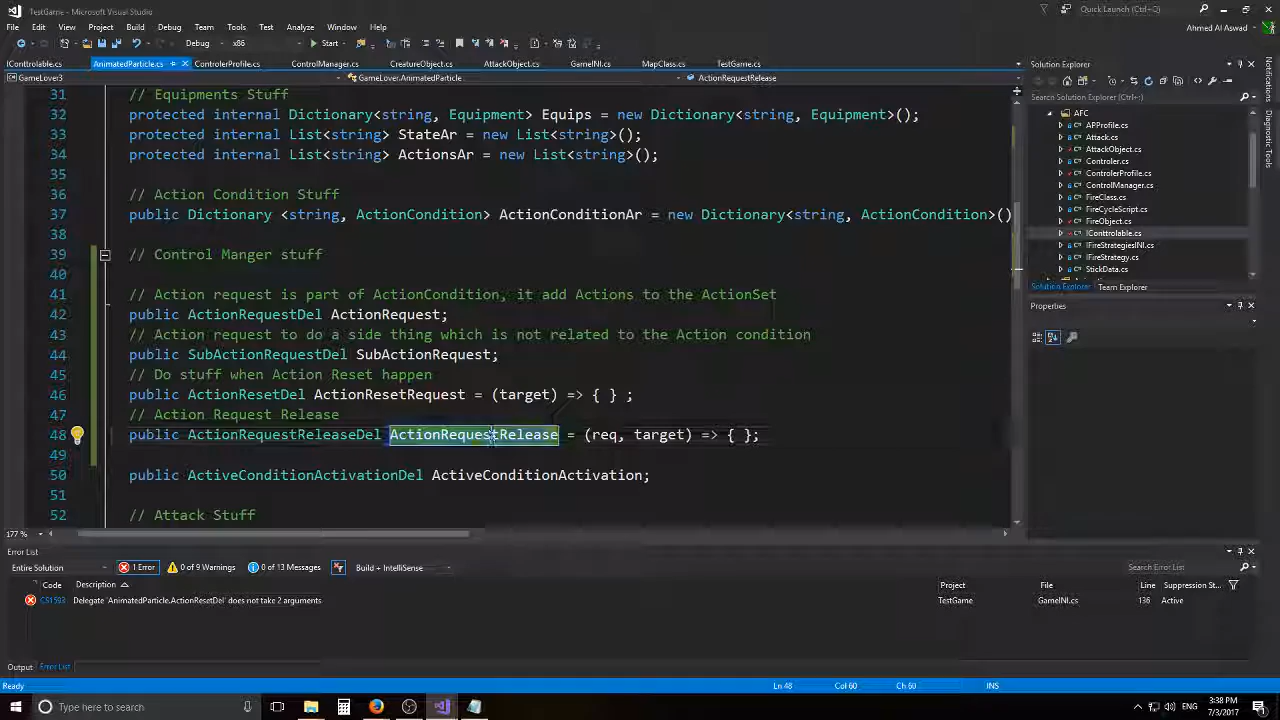 TestGame - Microsoft Visual Studio
Quick Launch (Ctrl+Q)
File Edit View Project Build Debug Team Tools Test Analyze Window Help
Ahmed Al Aswad
Debug x86 Start
IConttrolable.cs AnimatedParticle.cs ControlerProfile.cs ControlManager.cs CreatureObject.cs AttackObject.cs GameINI.cs MapClass.cs TestGame.cs
GameLover3 GameLover.AnimatedParticle ActionRequestRelease
31 // Equipments Stuff
32 protected internal Dictionary<string, Equipment> Equips = new Dictionary<string, Equipment>();
33 protected internal List<string> StateAr = new List<string>();
34 protected internal List<string> ActionsAr = new List<string>();
35
36 // Action Condition Stuff
37 public Dictionary <string, ActionCondition> ActionConditionAr = new Dictionary<string, ActionCondition>()
38
39 // Control Manger stuff
40
41 // Action request is part of ActionCondition, it add Actions to the ActionSet
42 public ActionRequestDel ActionRequest;
43 // Action request to do a side thing which is not related to the Action condition
44 public SubActionRequestDel SubActionRequest;
45 // Do stuff when Action Reset happen
46 public ActionResetDel ActionResetRequest = (target) => { } ;
47 // Action Request Release
48 public ActionRequestReleaseDel ActionRequestRelease = (req, target) => { };
49
50 public ActiveConditionActivationDel ActiveConditionActivation;
51
52 // Attack Stuff
177 %
Solution Explorer
Search Solution Explorer (Ctrl+;)
AFC
APProfile.cs
Attack.cs
AttackObject.cs
Controler.cs
ControlerProfile.cs
ControlManager.cs
FireClass.cs
FireCycleScript.cs
FireObject.cs
IConttrolable.cs
IFireStrategiesINI.cs
IFireStrategy.cs
StickData.cs
Solution Explorer Team Explorer
Properties
Notifications
Diagnostic Tools
Error List
Entire Solution 1 Error 0 of 9 Warnings 0 of 13 Messages Build + IntelliSense
Search Error List
Code Description Project File Line Suppression St...
CS1593 Delegate 'AnimatedParticle.ActionResetDel' does not take 2 arguments TestGame GameINI.cs 136 Active
Output Error List
Ready Ln 48 Col 60 Ch 60 INS
Type here to search
ENG
3:38 PM
7/3/2017